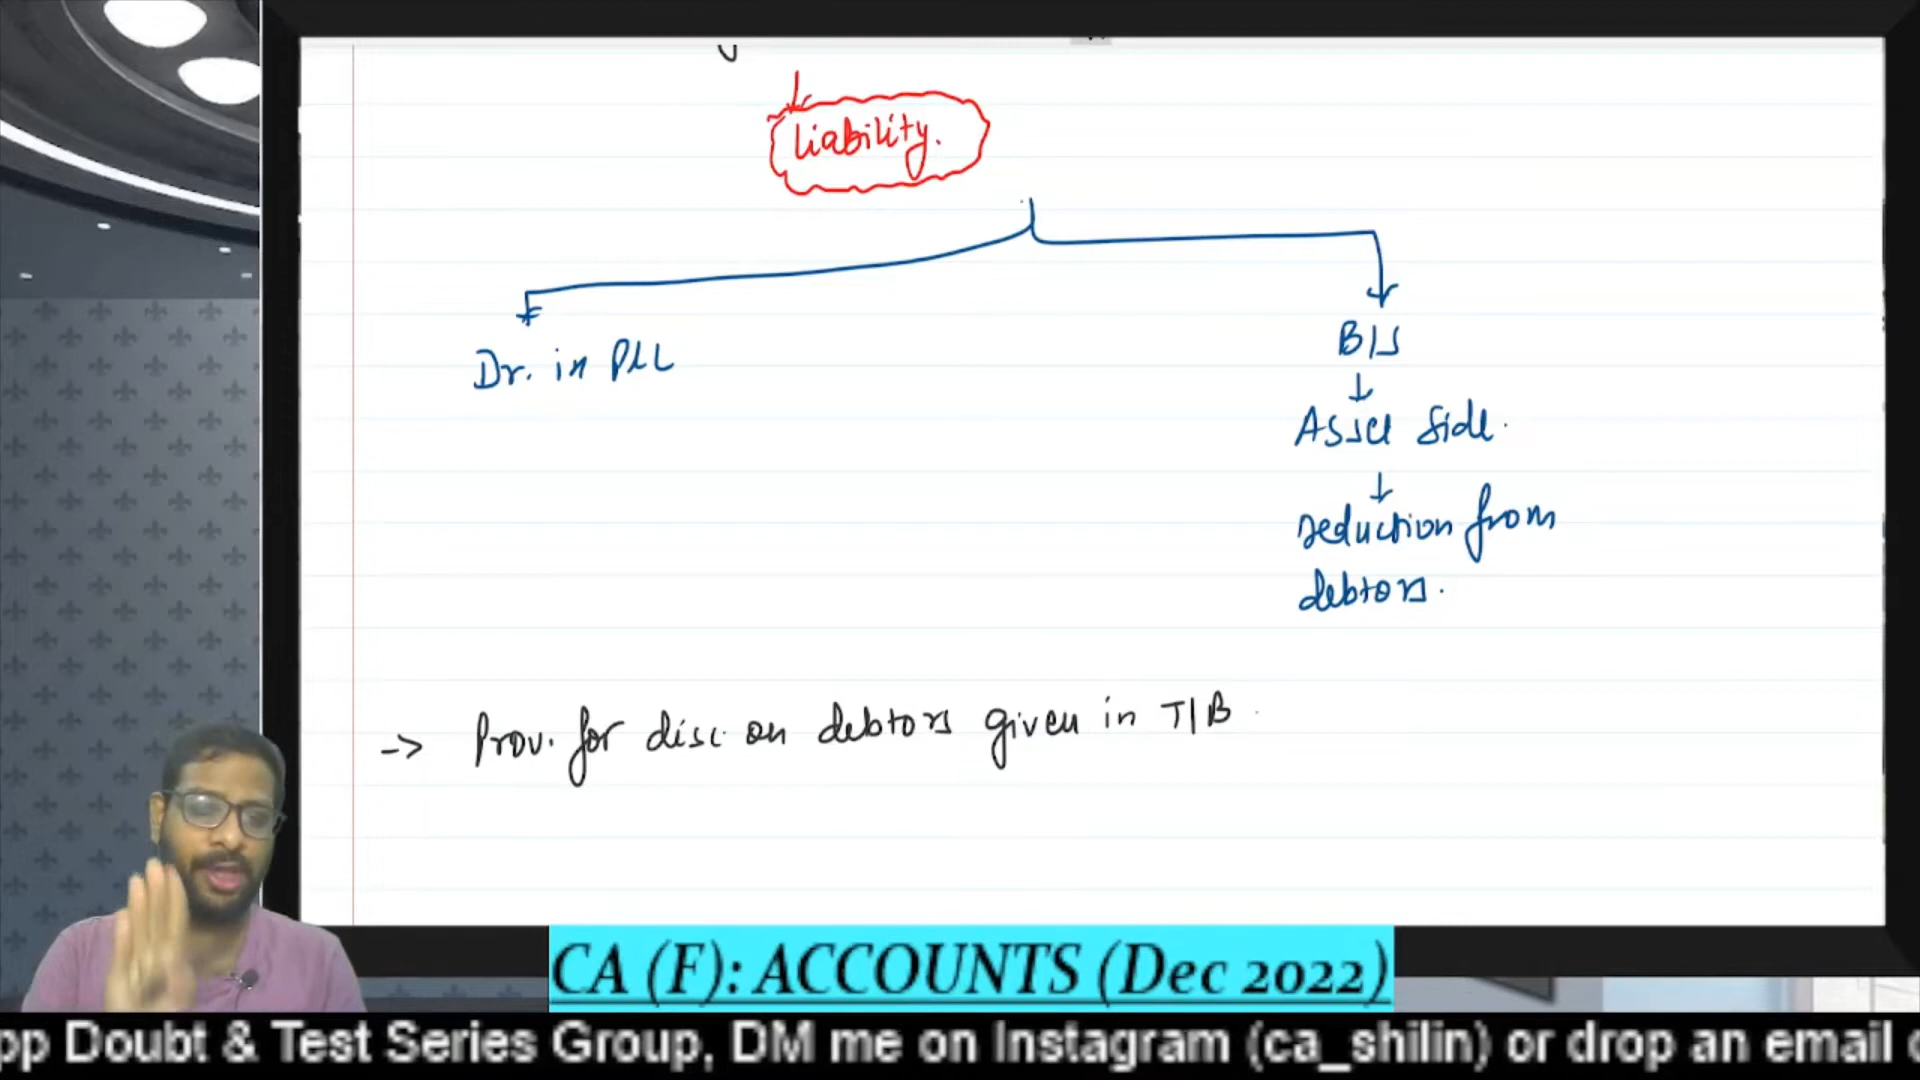 liability.
Dr. in P&L
B/S
Asset side.
reduction from
debtors.
-> Prov. for disc on debtors given in T/B.
CA (F): ACCOUNTS (Dec 2022)
pp Doubt & Test Series Group, DM me on Instagram (ca_shilin) or drop an email